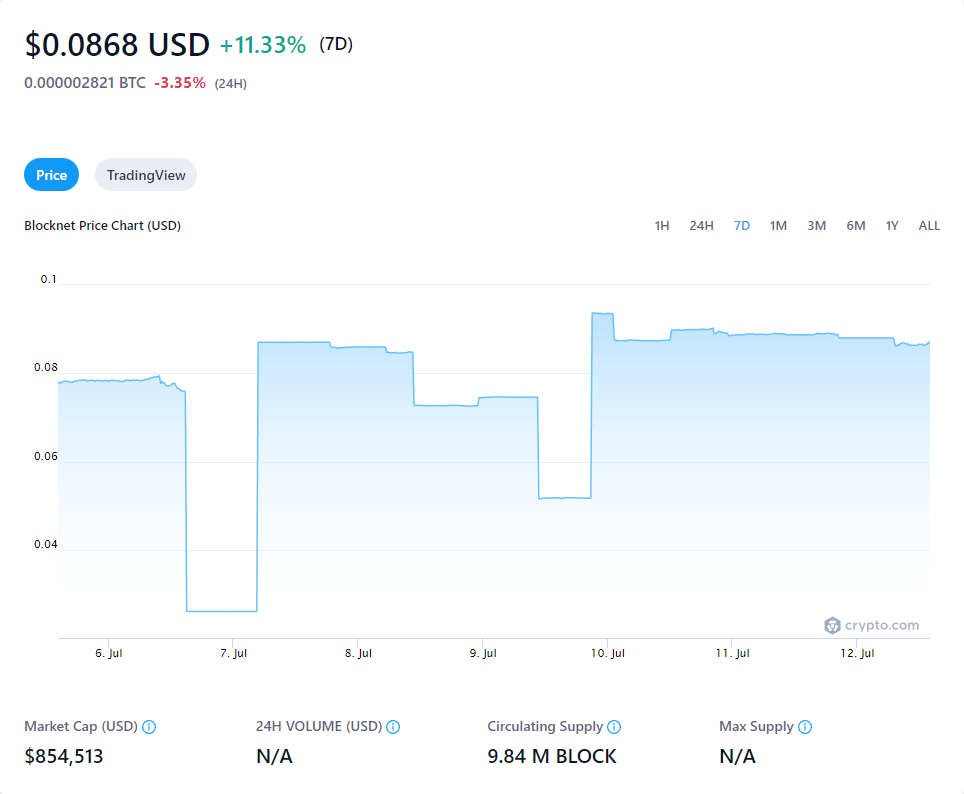 $0.0868 USD +11.33% (7D)
0.000002821 BTC -3.35% (24H)
Price TradingView
Blocknet Price Chart (USD) 1H 24H 7D 1M 3M 6M 1Y ALL
0.1
0.08
0.06
0.04
crypto.com
6. Jul 7. Jul 8. Jul 9. Jul 10. Jul 11. Jul 12. Jul
Market Cap (USD) 24H VOLUME (USD) Circulating Supply Max Supply
$854,513 N/A 9.84 M BLOCK N/A